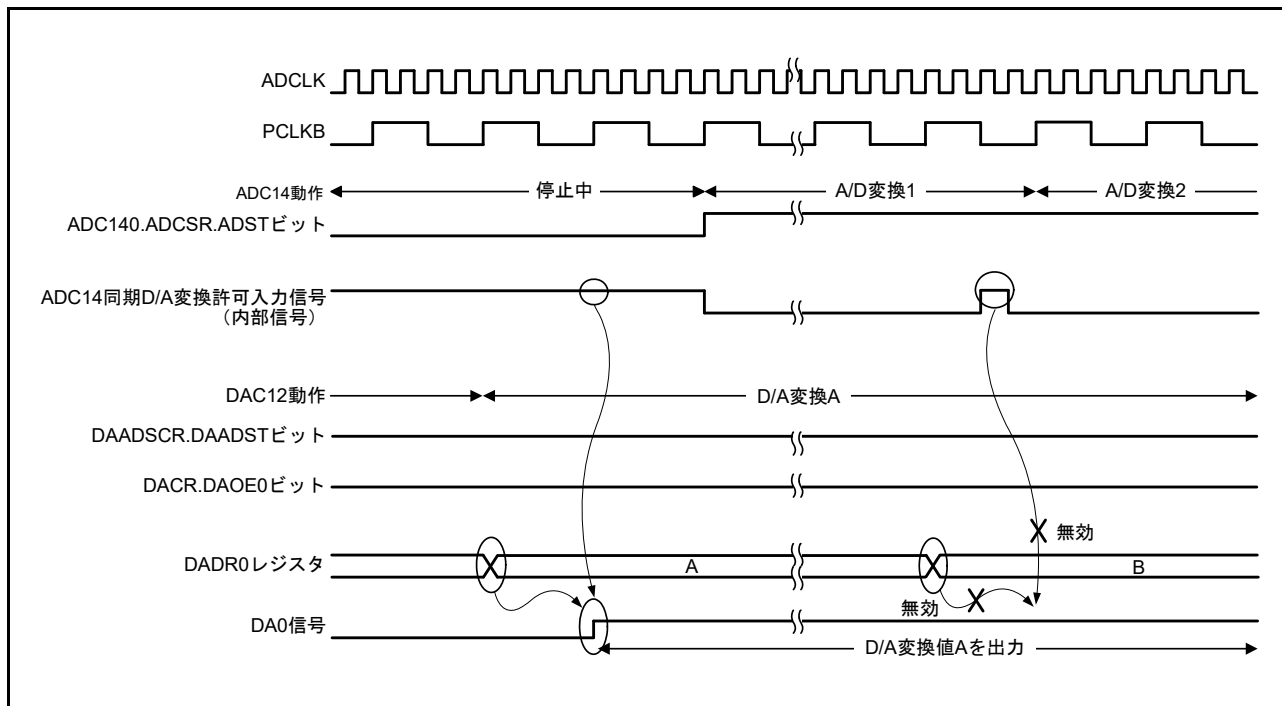 ADCLK
PCLKB
ADC14動作
停止中
A/D変換1
A/D変換2
ADC140.ADCSR.ADSTビット
ADC14同期D/A変換許可入力信号
（内部信号）
DAC12動作
D/A変換A
DAADSCR.DAADSTビット
DACR.DAOE0ビット
無効
DADR0レジスタ
A
B
無効
DA0信号
D/A変換値Aを出力